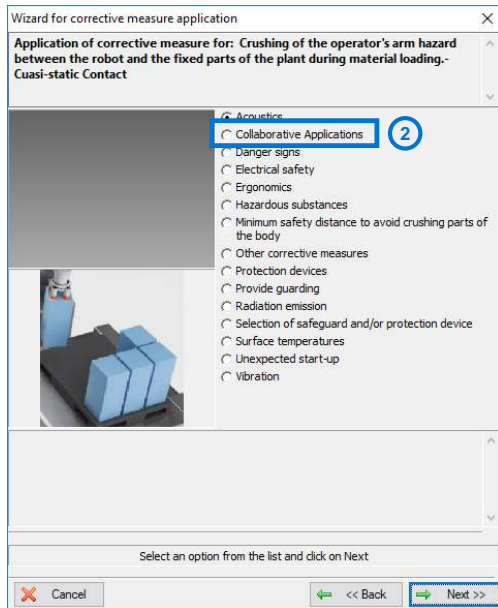 Wizard for corrective measure application
Application of corrective measure for: Crushing of the operator's arm hazard
between the robot and the fixed parts of the plant during material loading.-
Cuasi-static Contact
Acoustics
Collaborative Applications
2
Danger signs
Electrical safety
Ergonomics
Hazardous substances
Minimum safety distance to avoid crushing parts of
the body
Other corrective measures
Protection devices
Provide guarding
Radiation emission
Selection of safeguard and/or protection device
Surface temperatures
Unexpected start-up
Vibration
Select an option from the list and click on Next
Cancel
<< Back
Next >>